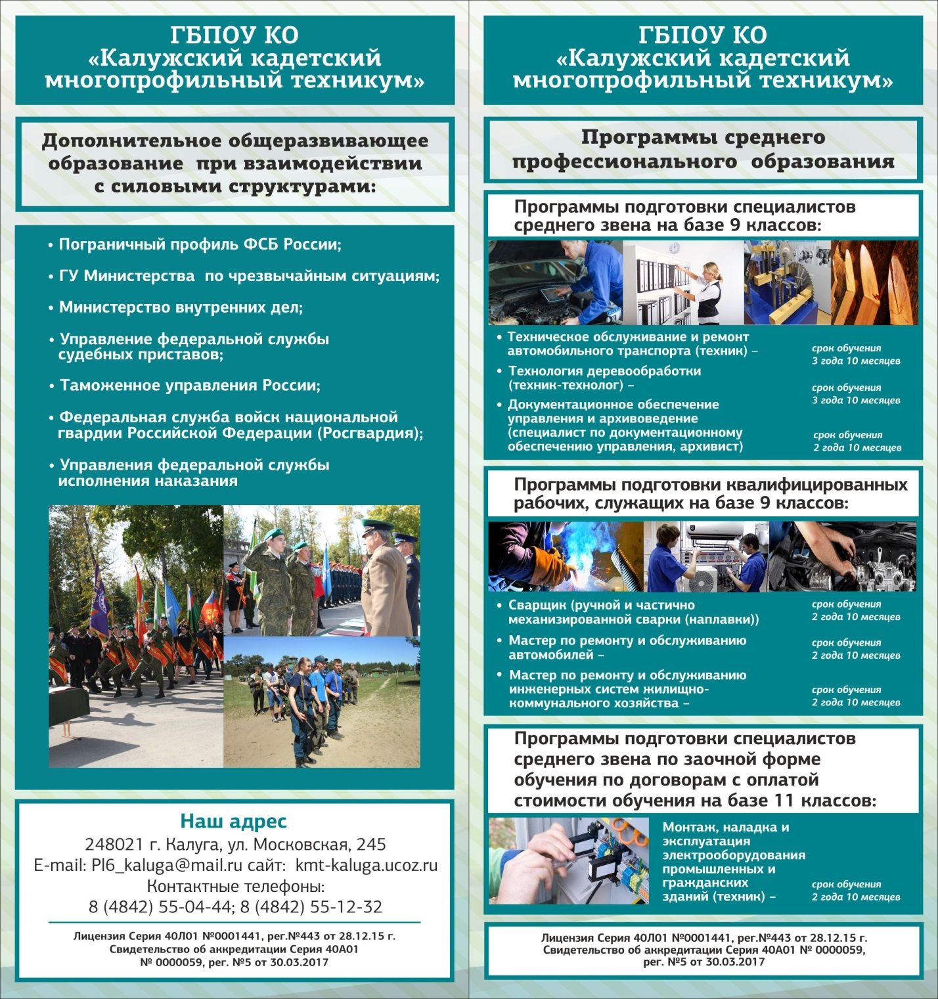 ГБПОУ КО
«Калужский кадетский
многопрофильный техникум»
Дополнительное общеразвивающее
образование при взаимодействии
с силовыми структурами:
• Пограничный профиль ФСБ России;
• ГУ Министерства по чрезвычайным ситуациям;
• Министерство внутренних дел;
• Управление федеральной службы
судебных приставов;
• Таможенное управления России;
• Федеральная служба войск национальной
гвардии Российской Федерации (Росгвардия);
• Управления федеральной службы
исполнения наказания
Наш адрес
248021 г. Калуга, ул. Московская, 245
E-mail: Pl6_kaluga@mail.ru сайт: kmt-kaluga.ucoz.ru
Контактные телефоны:
8 (4842) 55-04-44; 8 (4842) 55-12-32
Лицензия Серия 40Л01 №0001441, рег.№443 от 28.12.15 г.
Свидетельство об аккредитации Серия 40А01
№ 0000059, рег. №5 от 30.03.2017
ГБПОУ КО
«Калужский кадетский
многопрофильный техникум»
Программы среднего
профессионального образования
Программы подготовки специалистов
среднего звена на базе 9 классов:
• Техническое обслуживание и ремонт
автомобильного транспорта (техник) –
срок обучения
3 года 10 месяцев
• Технология деревообработки
(техник-технолог) –
срок обучения
3 года 10 месяцев
• Документационное обеспечение
управления и архивоведение
(специалист по документационному
обеспечению управления, архивист)
срок обучения
2 года 10 месяцев
Программы подготовки квалифицированных
рабочих, служащих на базе 9 классов:
• Сварщик (ручной и частично
механизированной сварки (наплавки))
срок обучения
2 года 10 месяцев
• Мастер по ремонту и обслуживанию
автомобилей –
срок обучения
2 года 10 месяцев
• Мастер по ремонту и обслуживанию
инженерных систем жилищно-
коммунального хозяйства –
срок обучения
2 года 10 месяцев
Программы подготовки специалистов
среднего звена по заочной форме
обучения по договорам с оплатой
стоимости обучения на базе 11 классов:
Монтаж, наладка и
эксплуатация
электрооборудования
промышленных и
гражданских
зданий (техник) –
срок обучения
2 года 10 месяцев
Лицензия Серия 40Л01 №0001441, рег.№443 от 28.12.15 г.
Свидетельство об аккредитации Серия 40А01 № 0000059,
рег. №5 от 30.03.2017